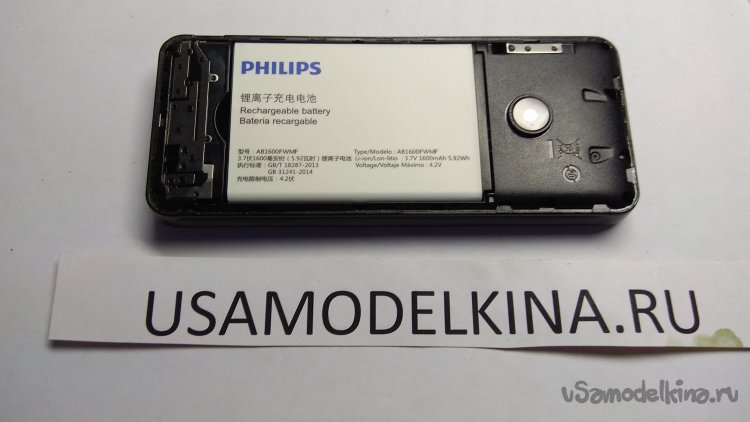 PHILIPS
锂离子充电电池
Rechargeable battery
Bateria recargable
型号：AB1600FWMF Type/Modelo : AB1600FWMF
3.7伏1600毫安时（5.92瓦时）锂离子电池 Li-ion/Lon-litio : 3.7V 1600mAh 5.92Wh
执行标准：GB/T 18287-2013 Voltage/Voltaje Máximo : 4.2V
GB 31241-2014
充电限制电压：4.2伏
USAMODELKINA.RU
uSamodelkina.ru